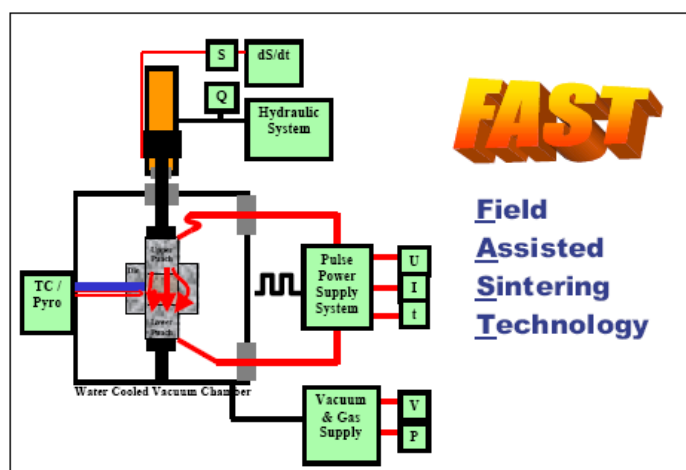 S
dS/dt
Q
Hydraulic
System
FAST
Field
Assisted
Sintering
Technology
Upper
Punch
Die
TC /
Pyro
Pulse
Power
Supply
System
U
I
t
Lower
Punch
Water Cooled Vacuum Chamber
Vacuum
& Gas
Supply
V
P